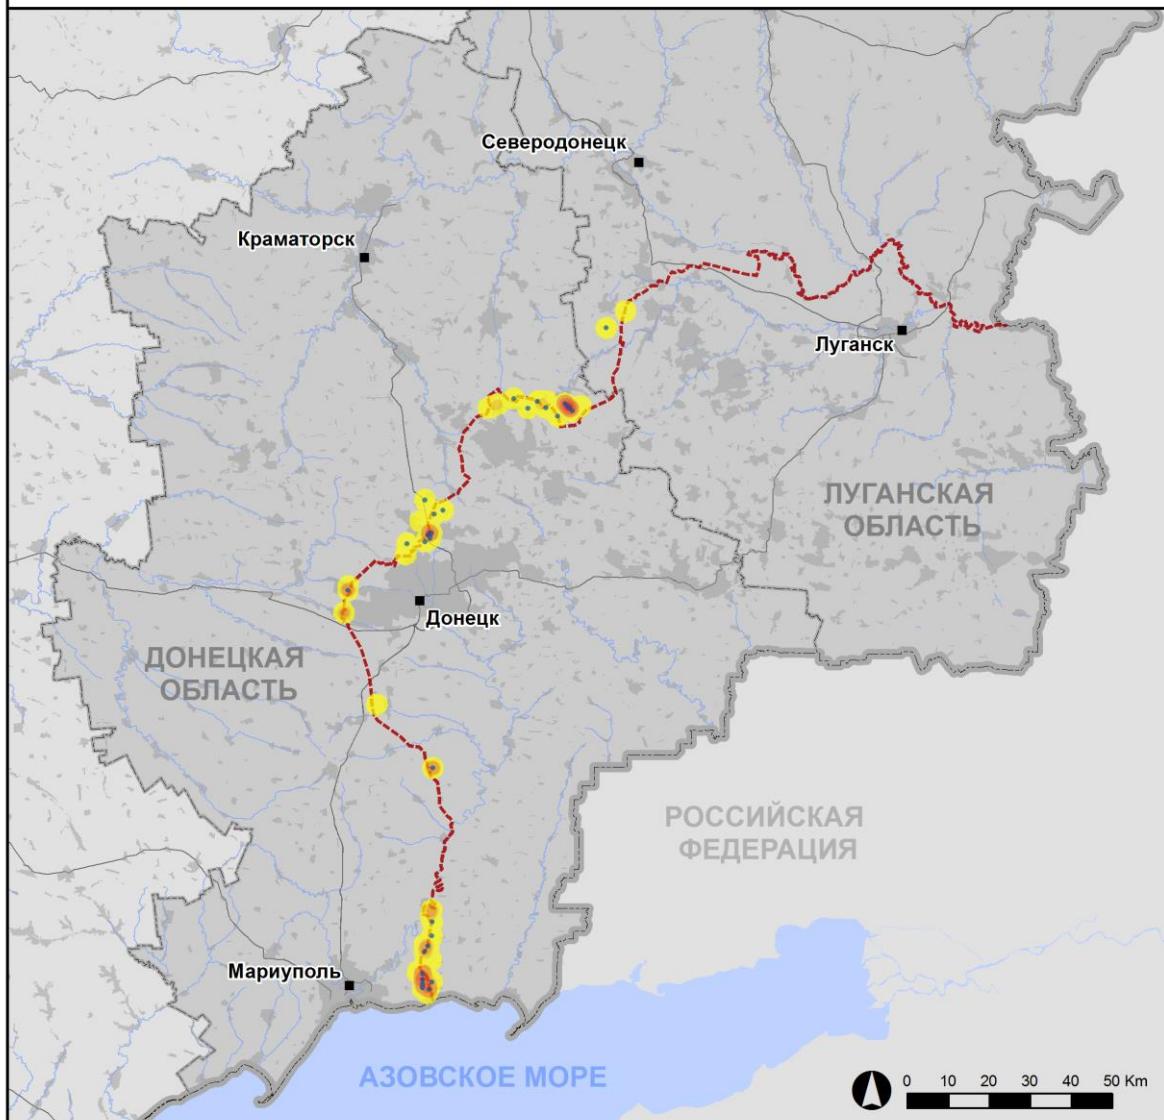 Северодонецк
Краматорск
Луганск
ЛУГАНСКАЯ
ОБЛАСТЬ
Донецк
ДОНЕЦКАЯ
ОБЛАСТЬ
РОССИЙСКАЯ
ФЕДЕРАЦИЯ
Мариуполь
АЗОВСКОЕ МОРЕ
0 10 20 30 40 50 Km